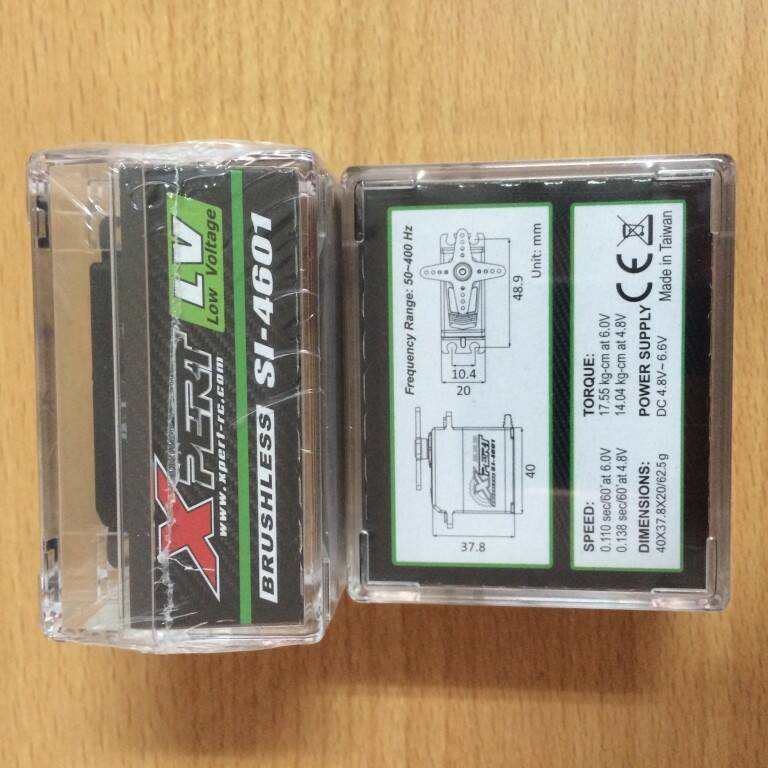 XPERT LV
Low Voltage
www.xpert-rc.com
BRUSHLESS SI-4601
Frequency Range: 50~400 Hz
48.9
10.4
20
Unit: mm
XPERT
SI-4601
40
37.8
SPEED:
0.110 sec/60˚at 6.0V
0.138 sec/60˚at 4.8V
DIMENSIONS:
40X37.8X20/62.5g
TORQUE:
17.55 kg-cm at 6.0V
14.04 kg-cm at 4.8V
POWER SUPPLY
DC 4.8V~ 6.6V
CE
Made in Taiwan